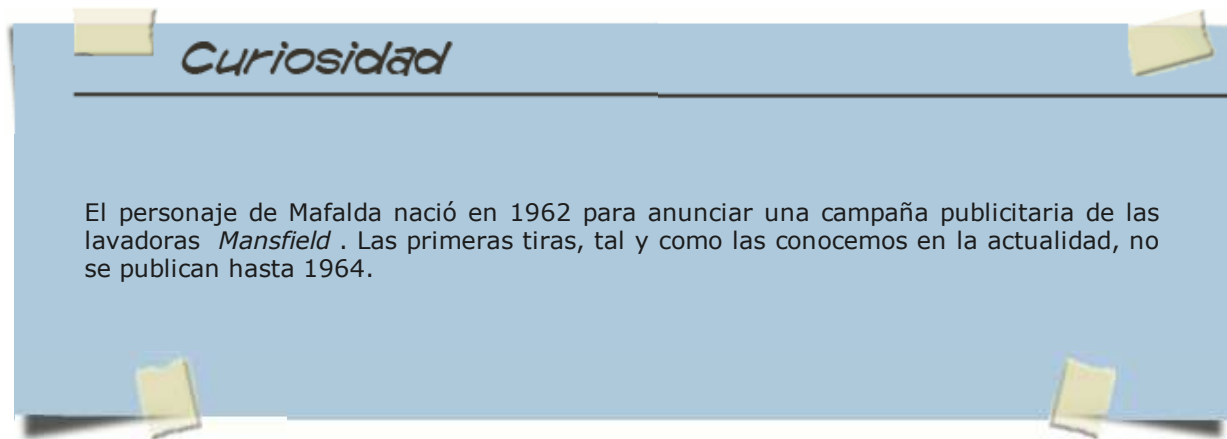 Curiosidad
El personaje de Mafalda nació en 1962 para anunciar una campaña publicitaria de las
lavadoras Mansfield . Las primeras tiras, tal y como las conocemos en la actualidad, no
se publican hasta 1964.